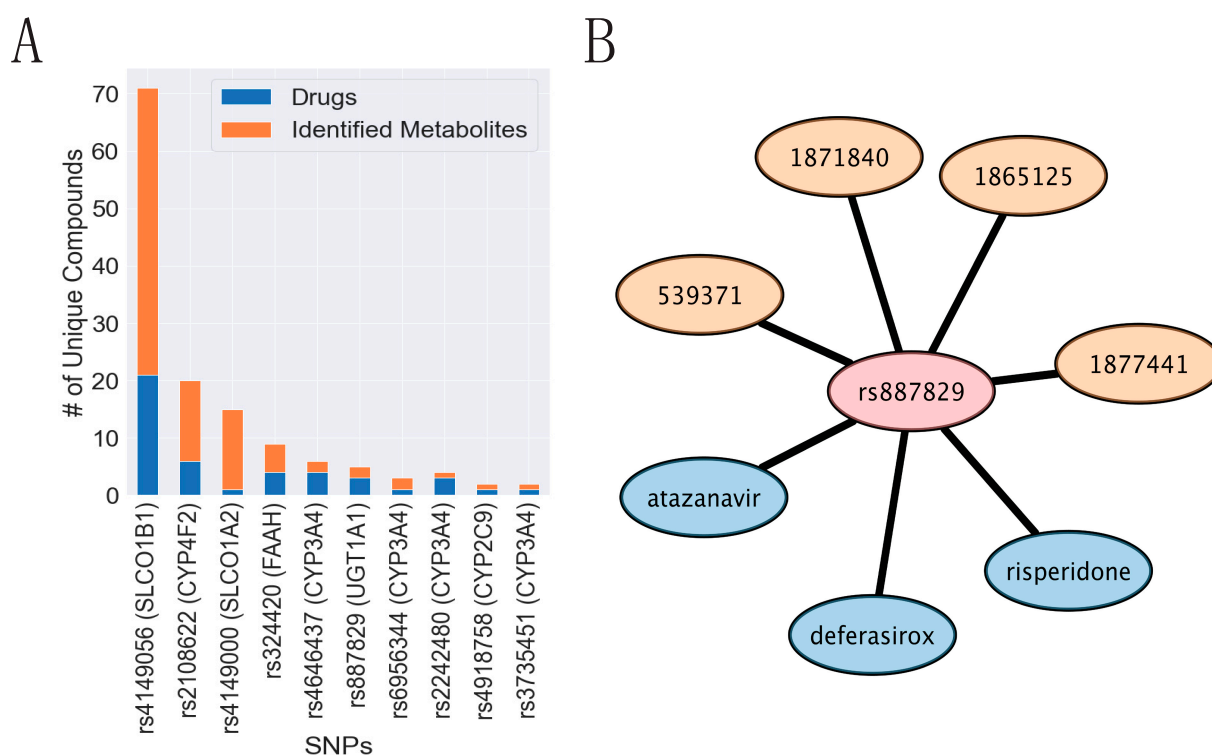 A
B
Drugs
Identified Metabolites
# of Unique Compounds
70
60
50
40
30
20
10
0
rs4149056 (SLCO1B1)
rs2108622 (CYP4F2)
rs4149000 (SLCO1A2)
rs324420 (FAAH)
rs4646437 (CYP3A4)
rs887829 (UGT1A1)
rs6956344 (CYP3A4)
rs2242480 (CYP3A4)
rs4918758 (CYP2C9)
rs3735451 (CYP3A4)
SNPs
1871840
1865125
539371
1877441
rs887829
atazanavir
risperidone
deferasirox